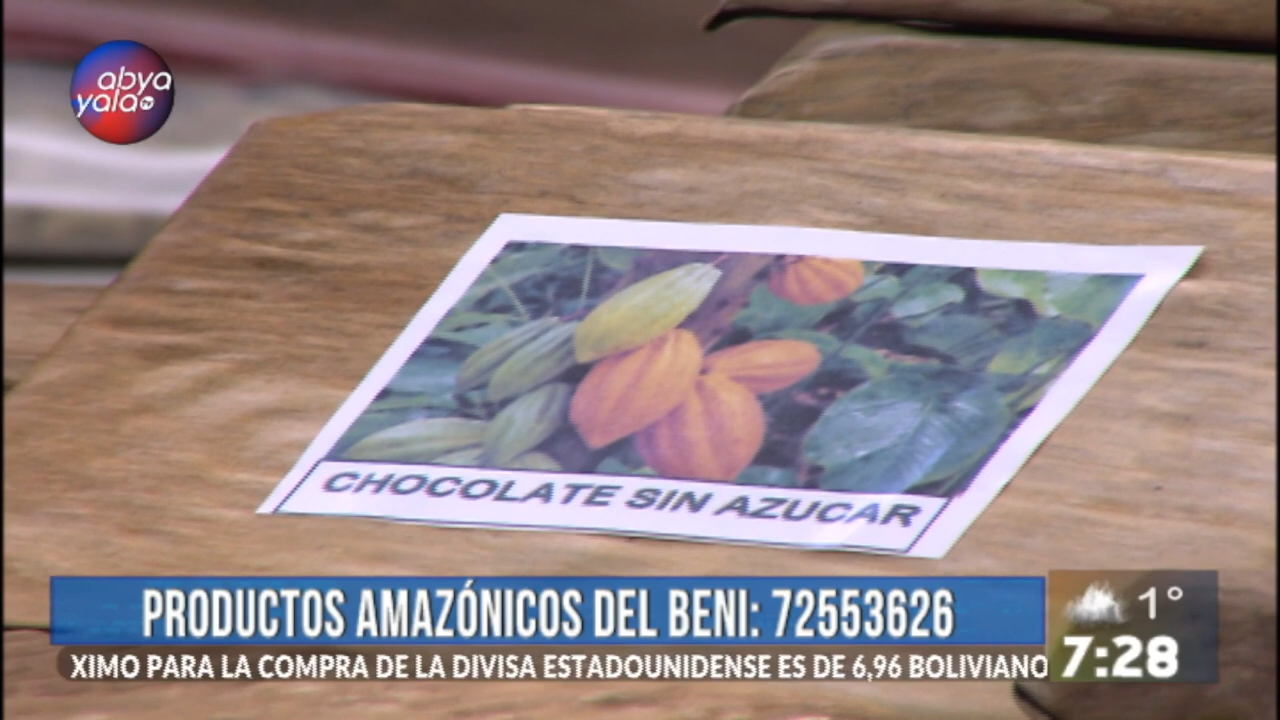 abya
yala tv
CHOCOLATE SIN AZUCAR
PRODUCTOS AMAZÓNICOS DEL BENI: 72553626
1°
XIMO PARA LA COMPRA DE LA DIVISA ESTADOUNIDENSE ES DE 6,96 BOLIVIANO
7:28